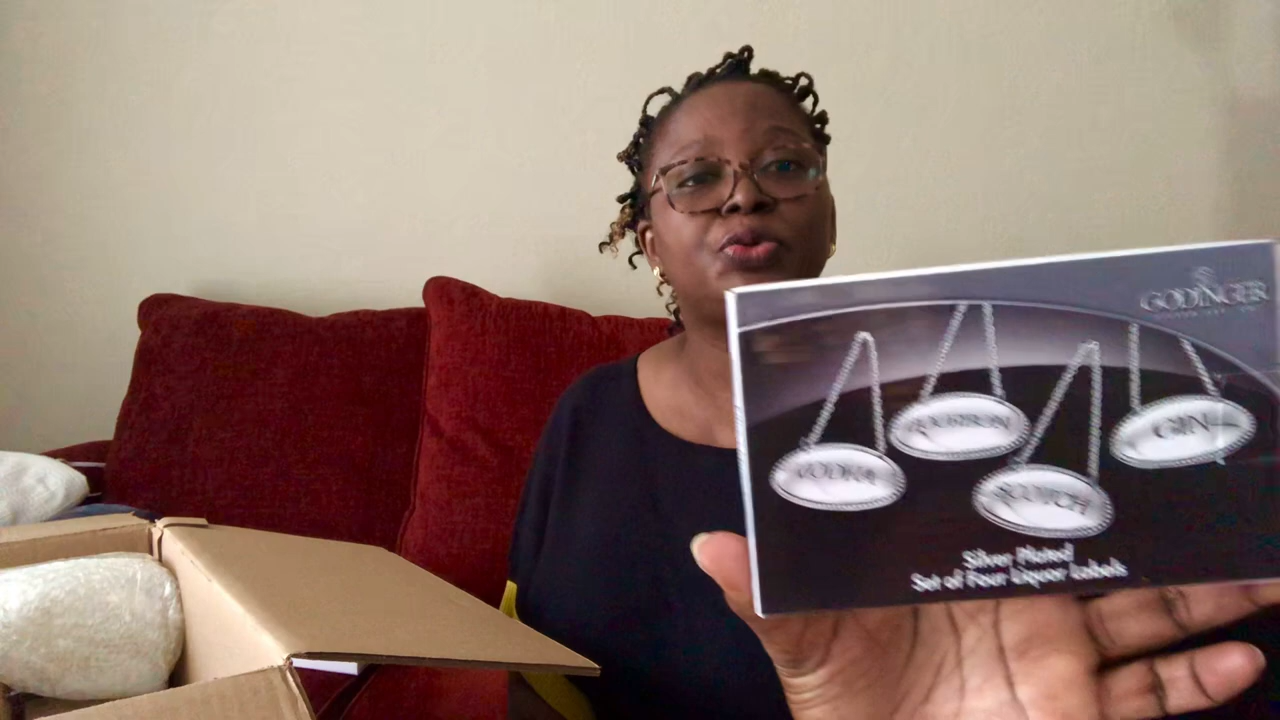 GODINGER
BOURBON
GIN
VODKA
SCOTCH
Silver Plated
Set of Four Liquor Labels